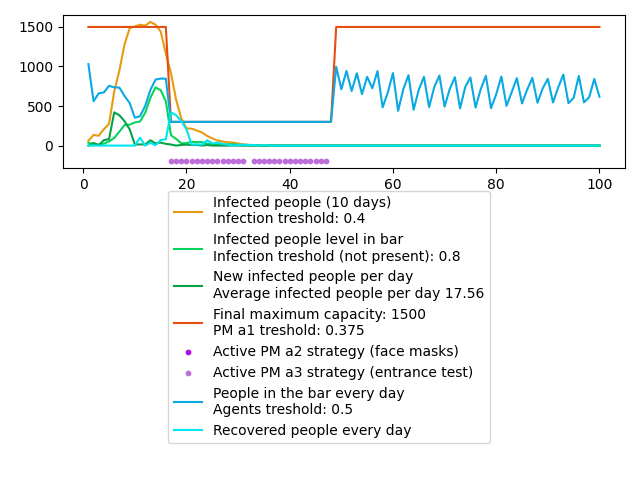 1500
1000
500
0
0
20
40
60
80
100
Infected people (10 days)
Infection treshold: 0.4
Infected people level in bar
Infection treshold (not present): 0.8
New infected people per day
Average infected people per day 17.56
Final maximum capacity: 1500
PM a1 treshold: 0.375
Active PM a2 strategy (face masks)
Active PM a3 strategy (entrance test)
People in the bar every day
Agents treshold: 0.5
Recovered people every day